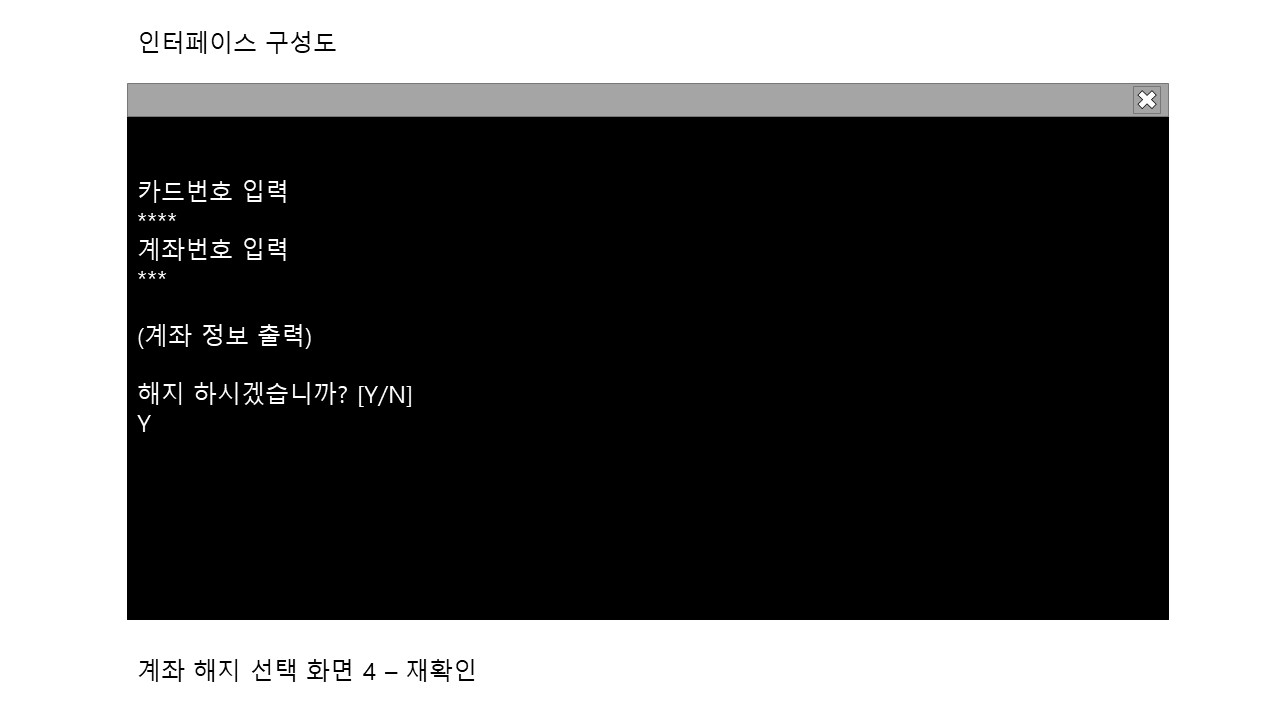 인터페이스 구성도
카드번호 입력
****
계좌번호 입력
***
(계좌 정보 출력)
해지 하시겠습니까? [Y/N]
Y
계좌 해지 선택 화면 4 – 재확인